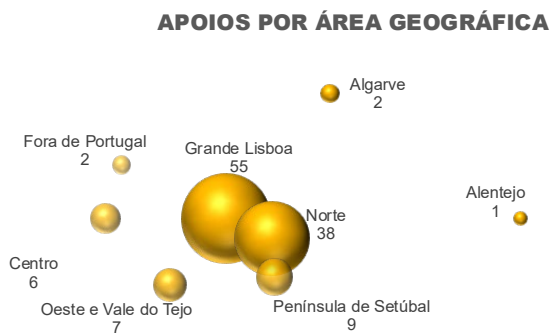 APOIOS POR ÁREA GEOGRÁFICA
Algarve
2
Fora de Portugal
2
Grande Lisboa
55
Alentejo
1
Norte
38
Centro
6
Oeste e Vale do Tejo
7
Península de Setúbal
9